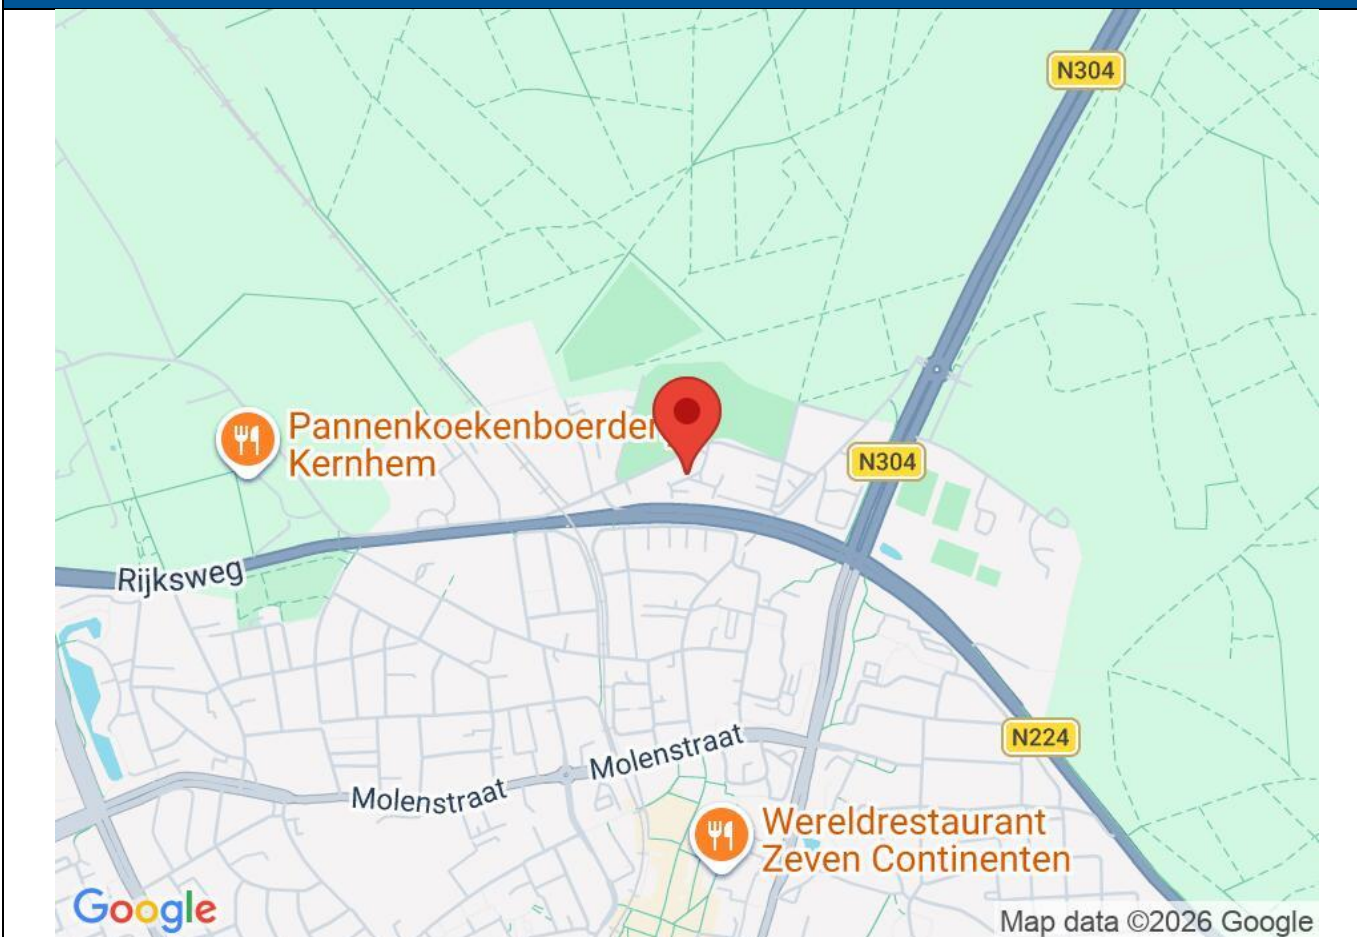 N304
Pannenkoekenboerder
Kernhem
N304
Rijksweg
N224
Molenstraat
Molenstraat
Wereldrestaurant
Zeven Continenten
Google
Map data ©2026 Google